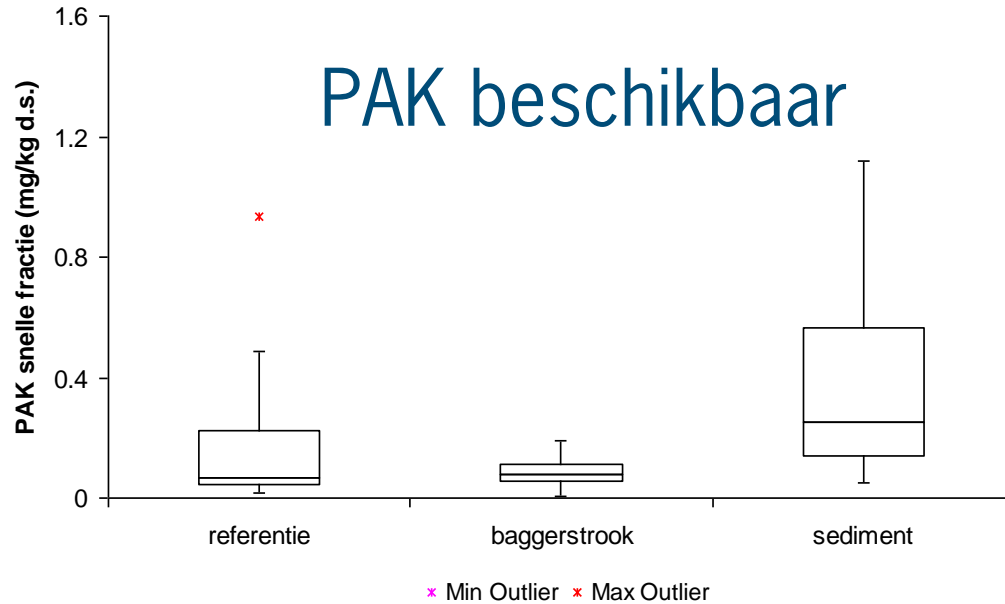 PAK beschikbaar
PAK snelle fractie (mg/kg d.s.)
1.6
1.2
0.8
0.4
0
referentie baggerstrook sediment
Min Outlier Max Outlier